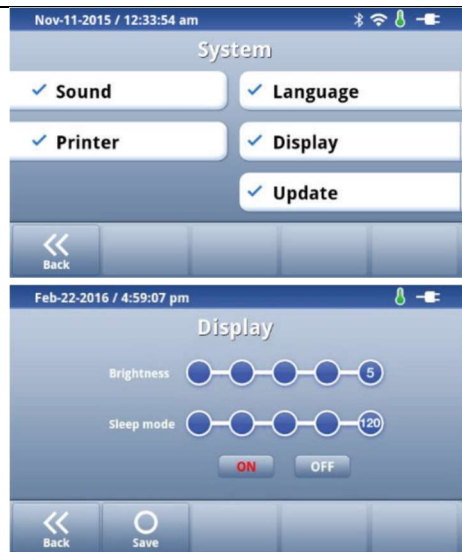 Nov-11-2015 / 12:33:54 am
System
Sound
Language
Printer
Display
Update
Back
Feb-22-2016 / 4:59:07 pm
Display
Brightness 5
Sleep mode 120
ON OFF
Back Save